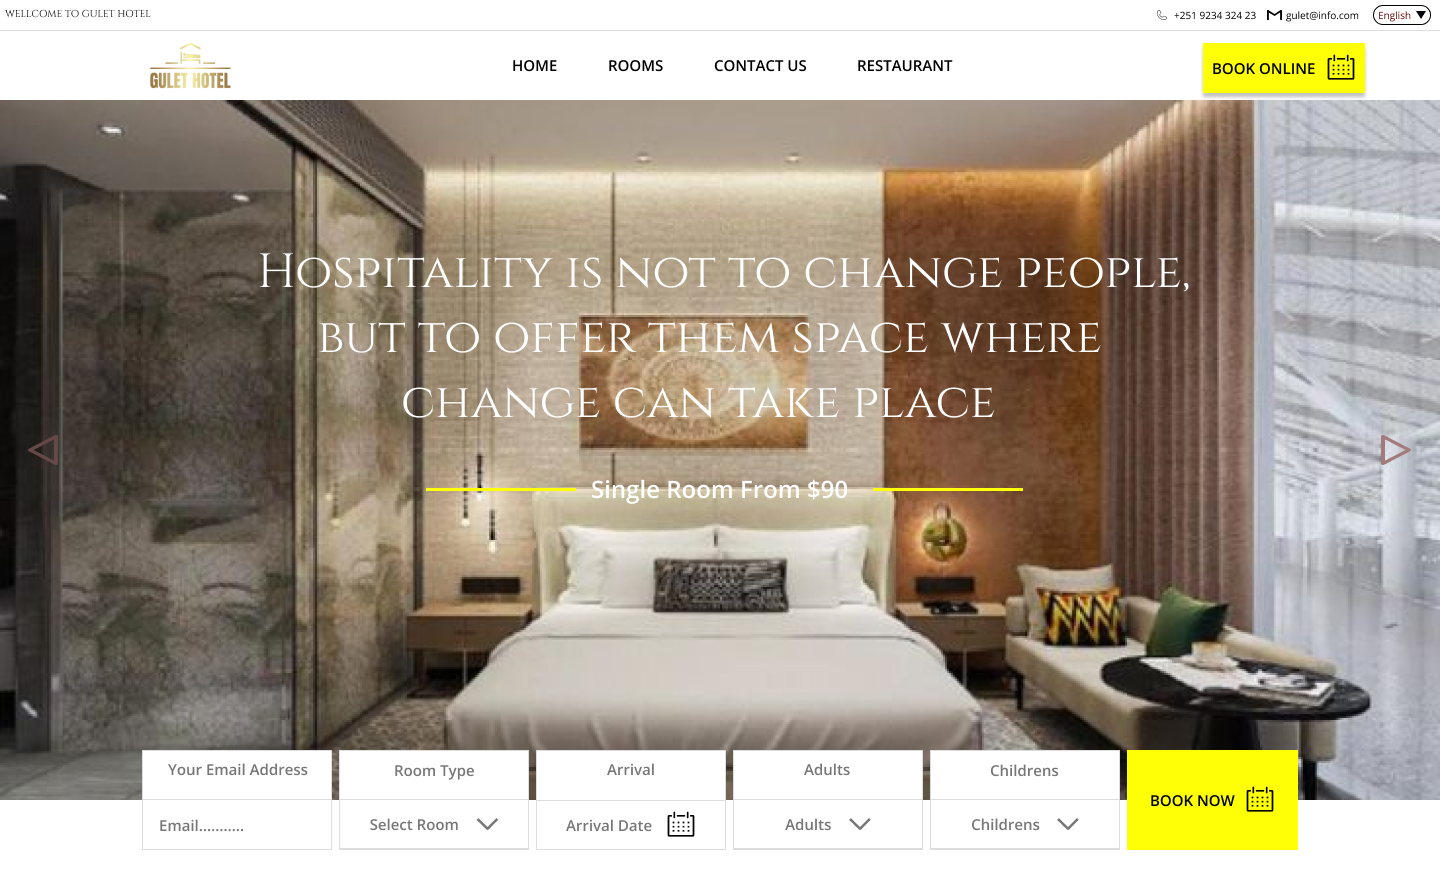 WELLCOME TO GULET HOTEL
+251 9234 324 23
gulet@info.com
English
GULET HOTEL
HOME
ROOMS
CONTACT US
RESTAURANT
BOOK ONLINE
Hospitality is not to change people,
but to offer them space where
change can take place
Single Room From $90
Your Email Address
Room Type
Arrival
Adults
Childrens
Email...........
Select Room
Arrival Date
Adults
Childrens
BOOK NOW